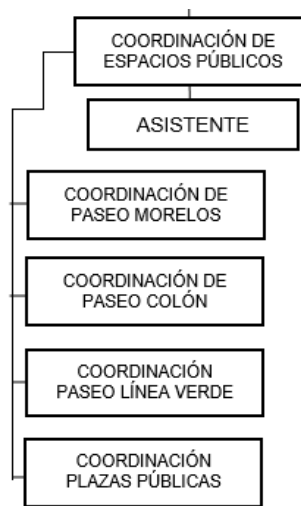 COORDINACIÓN DE
ESPACIOS PÚBLICOS
ASISTENTE
COORDINACIÓN DE
PASEO MORELOS
COORDINACIÓN DE
PASEO COLÓN
COORDINACIÓN
PASEO LÍNEA VERDE
COORDINACIÓN
PLAZAS PÚBLICAS